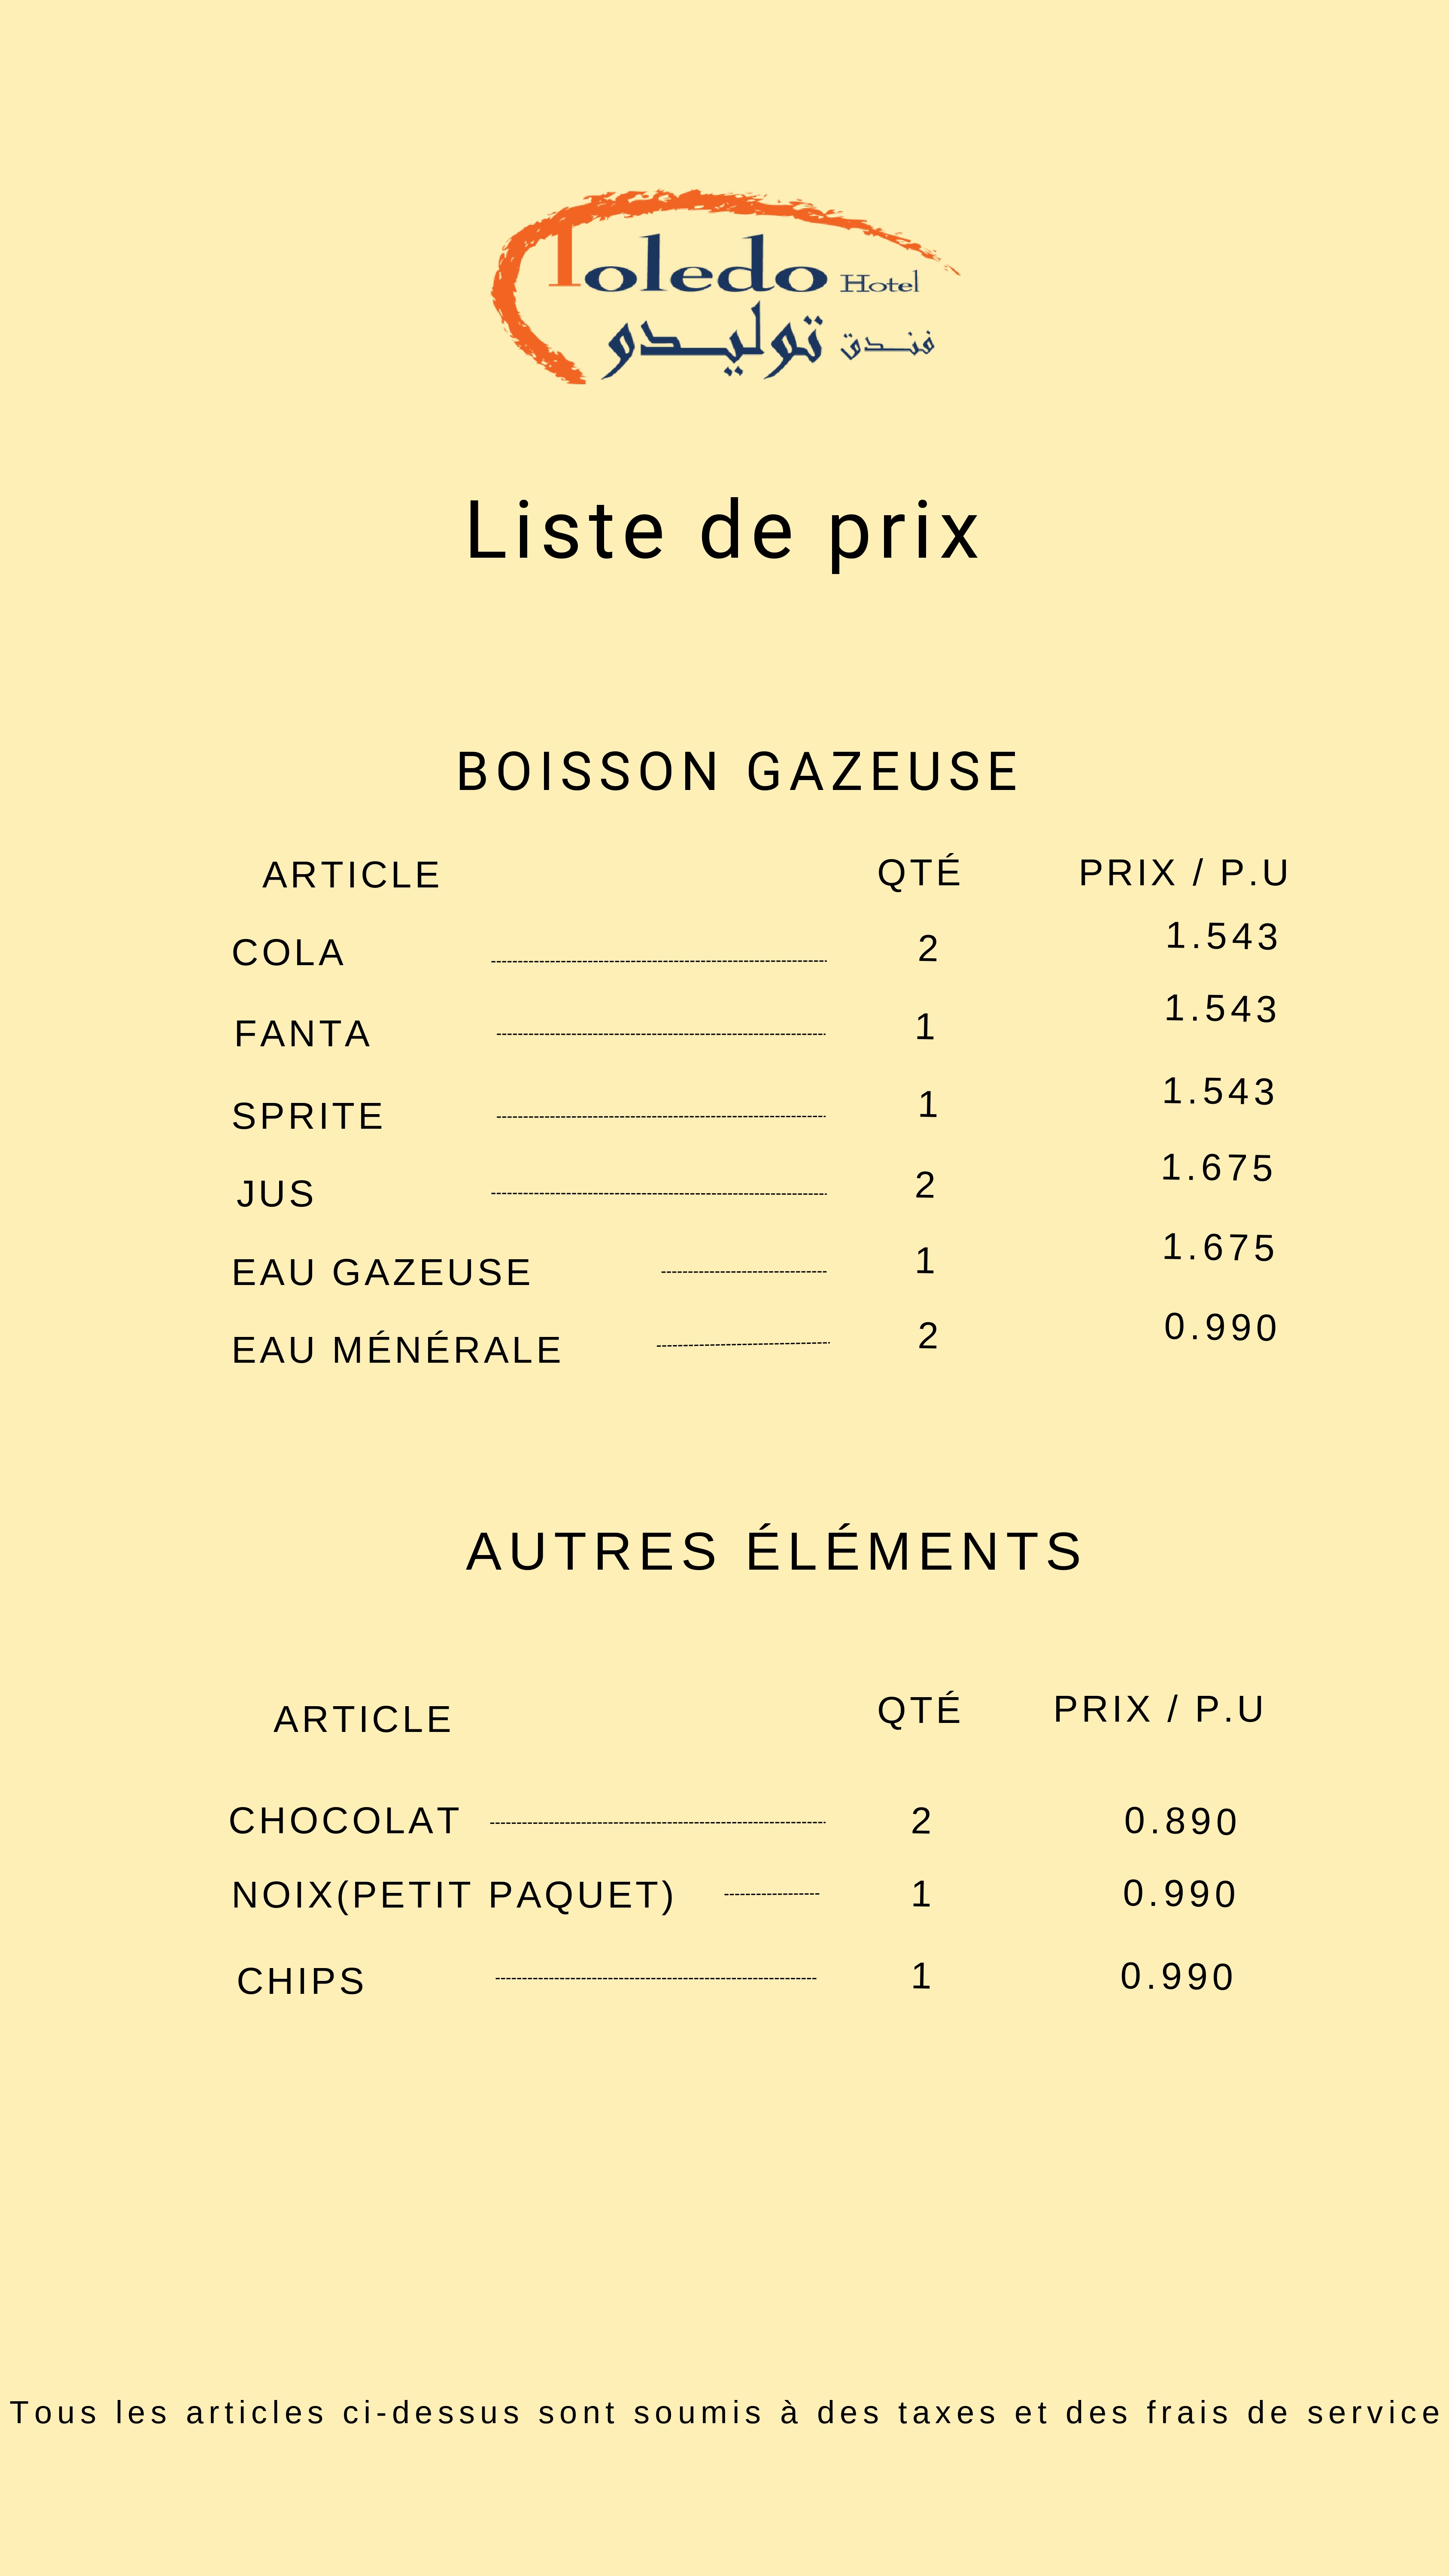 Toledo Hotel
فندق توليدو
Liste de prix
BOISSON GAZEUSE
ARTICLE QTÉ PRIX / P.U
COLA 2 1.543
FANTA 1 1.543
SPRITE 1 1.543
JUS 2 1.675
EAU GAZEUSE 1 1.675
EAU MÉNÉRALE 2 0.990
AUTRES ÉLÉMENTS
ARTICLE QTÉ PRIX / P.U
CHOCOLAT 2 0.890
NOIX(PETIT PAQUET) 1 0.990
CHIPS 1 0.990
Tous les articles ci-dessus sont soumis à des taxes et des frais de service